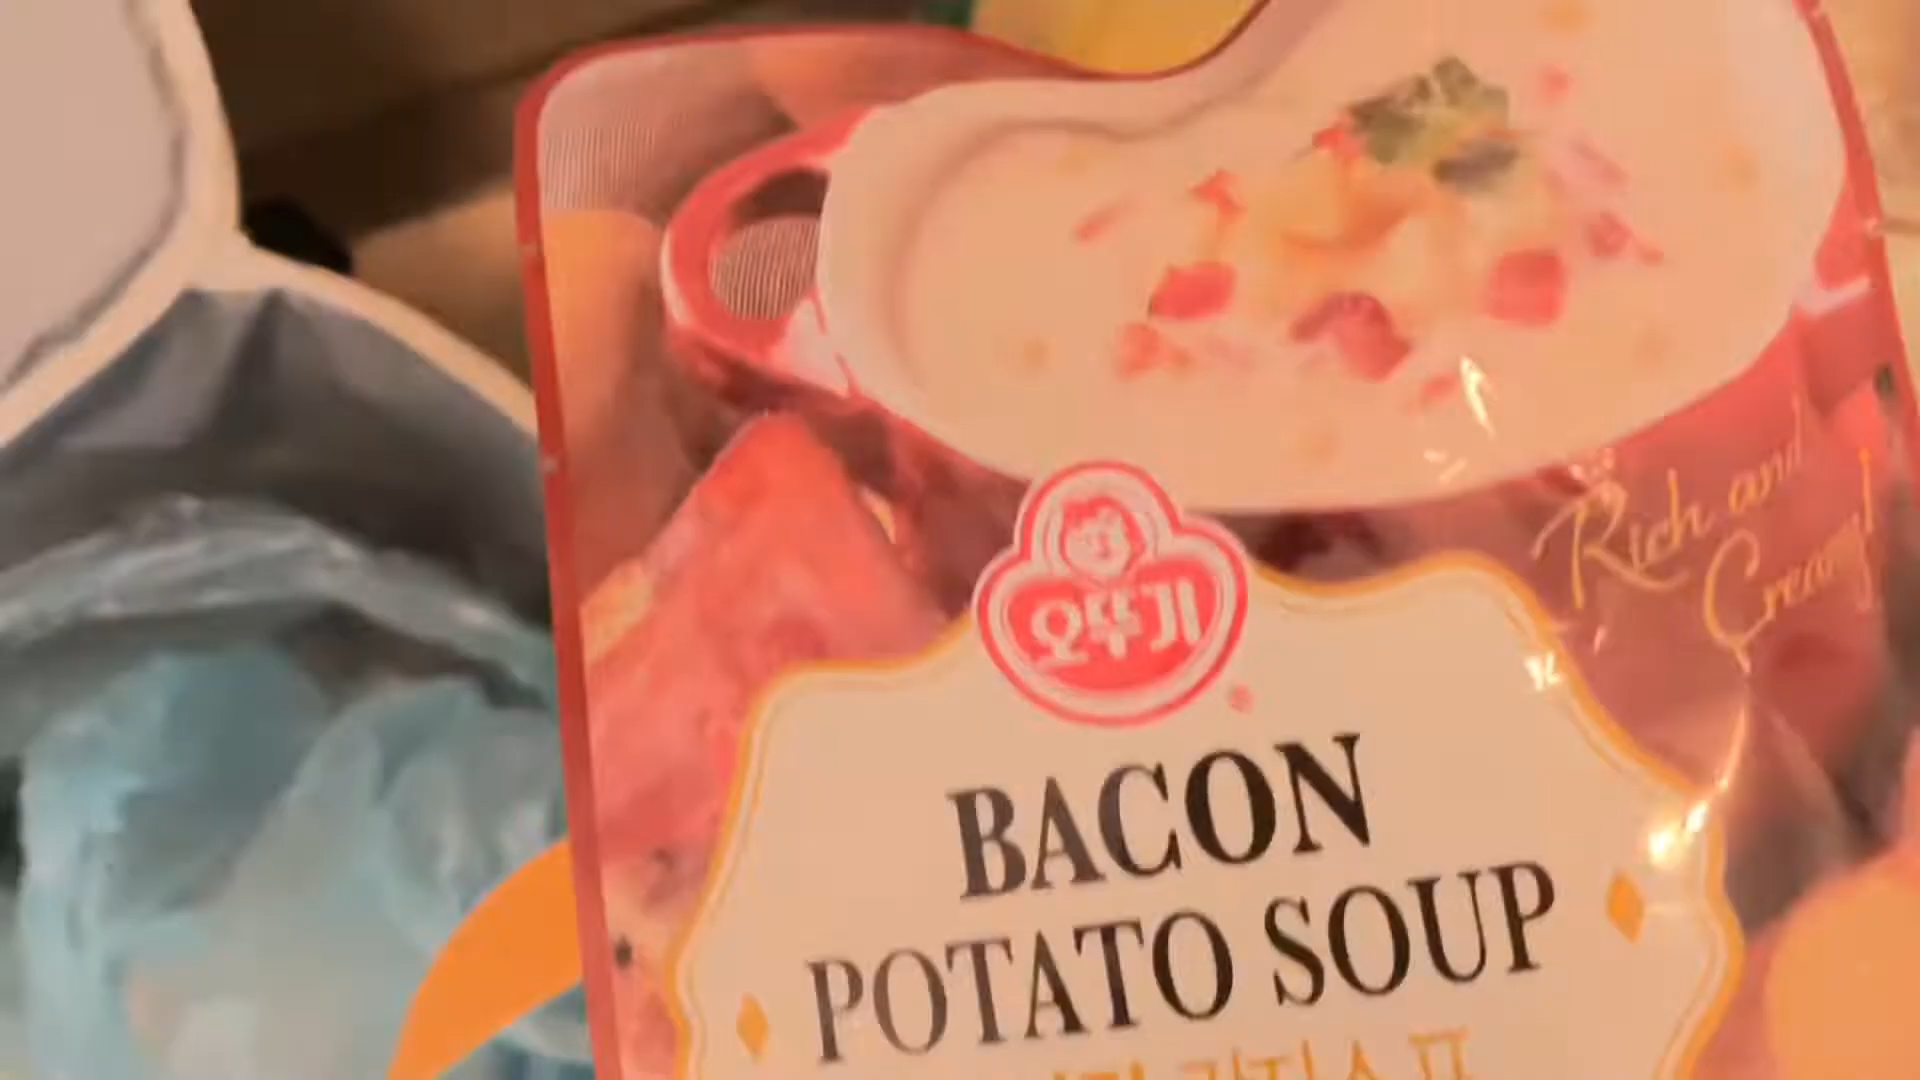 Rich and
Creamy!
오뚜기
®
BACON
POTATO SOUP